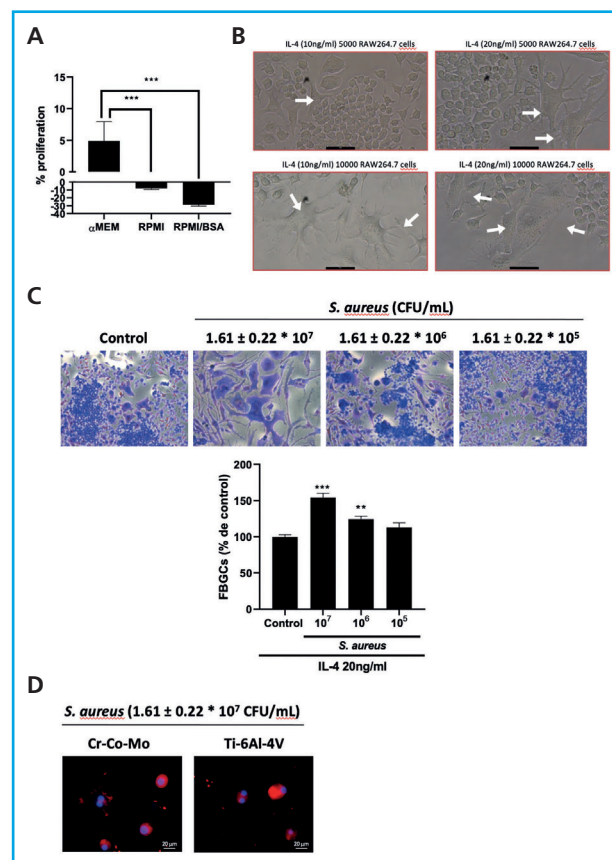 A
***
***
% proliferation
15
10
5
0
0
-10
-20
-30
-40
αMEM RPMI RPMI/BSA
B
IL-4 (10ng/ml) 5000 RAW264.7 cells
IL-4 (20ng/ml) 5000 RAW264.7 cells
IL-4 (10ng/ml) 10000 RAW264.7 cells
IL-4 (20ng/ml) 10000 RAW264.7 cells
C
S. aureus (CFU/mL)
Control
1.61 ± 0.22 * 10⁷
1.61 ± 0.22 * 10⁶
1.61 ± 0.22 * 10⁵
FBGCs (% de control)
200
150
100
50
0
***
**
Control 10⁷ 10⁶ 10⁵
S. aureus
IL-4 20ng/ml
D
S. aureus (1.61 ± 0.22 * 10⁷ CFU/mL)
Cr-Co-Mo
Ti-6Al-4V
20 µm
20 µm